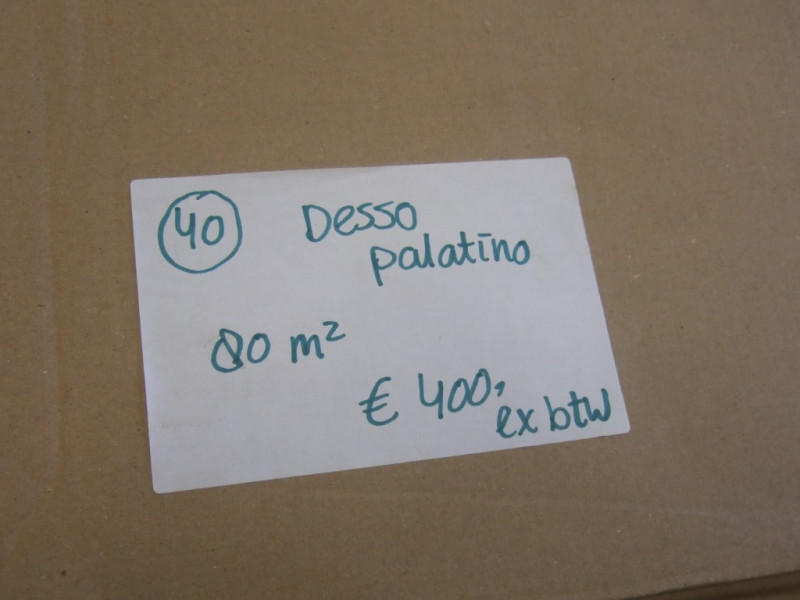 40
Desso
palatino
80 m²
€ 400,
ex btw